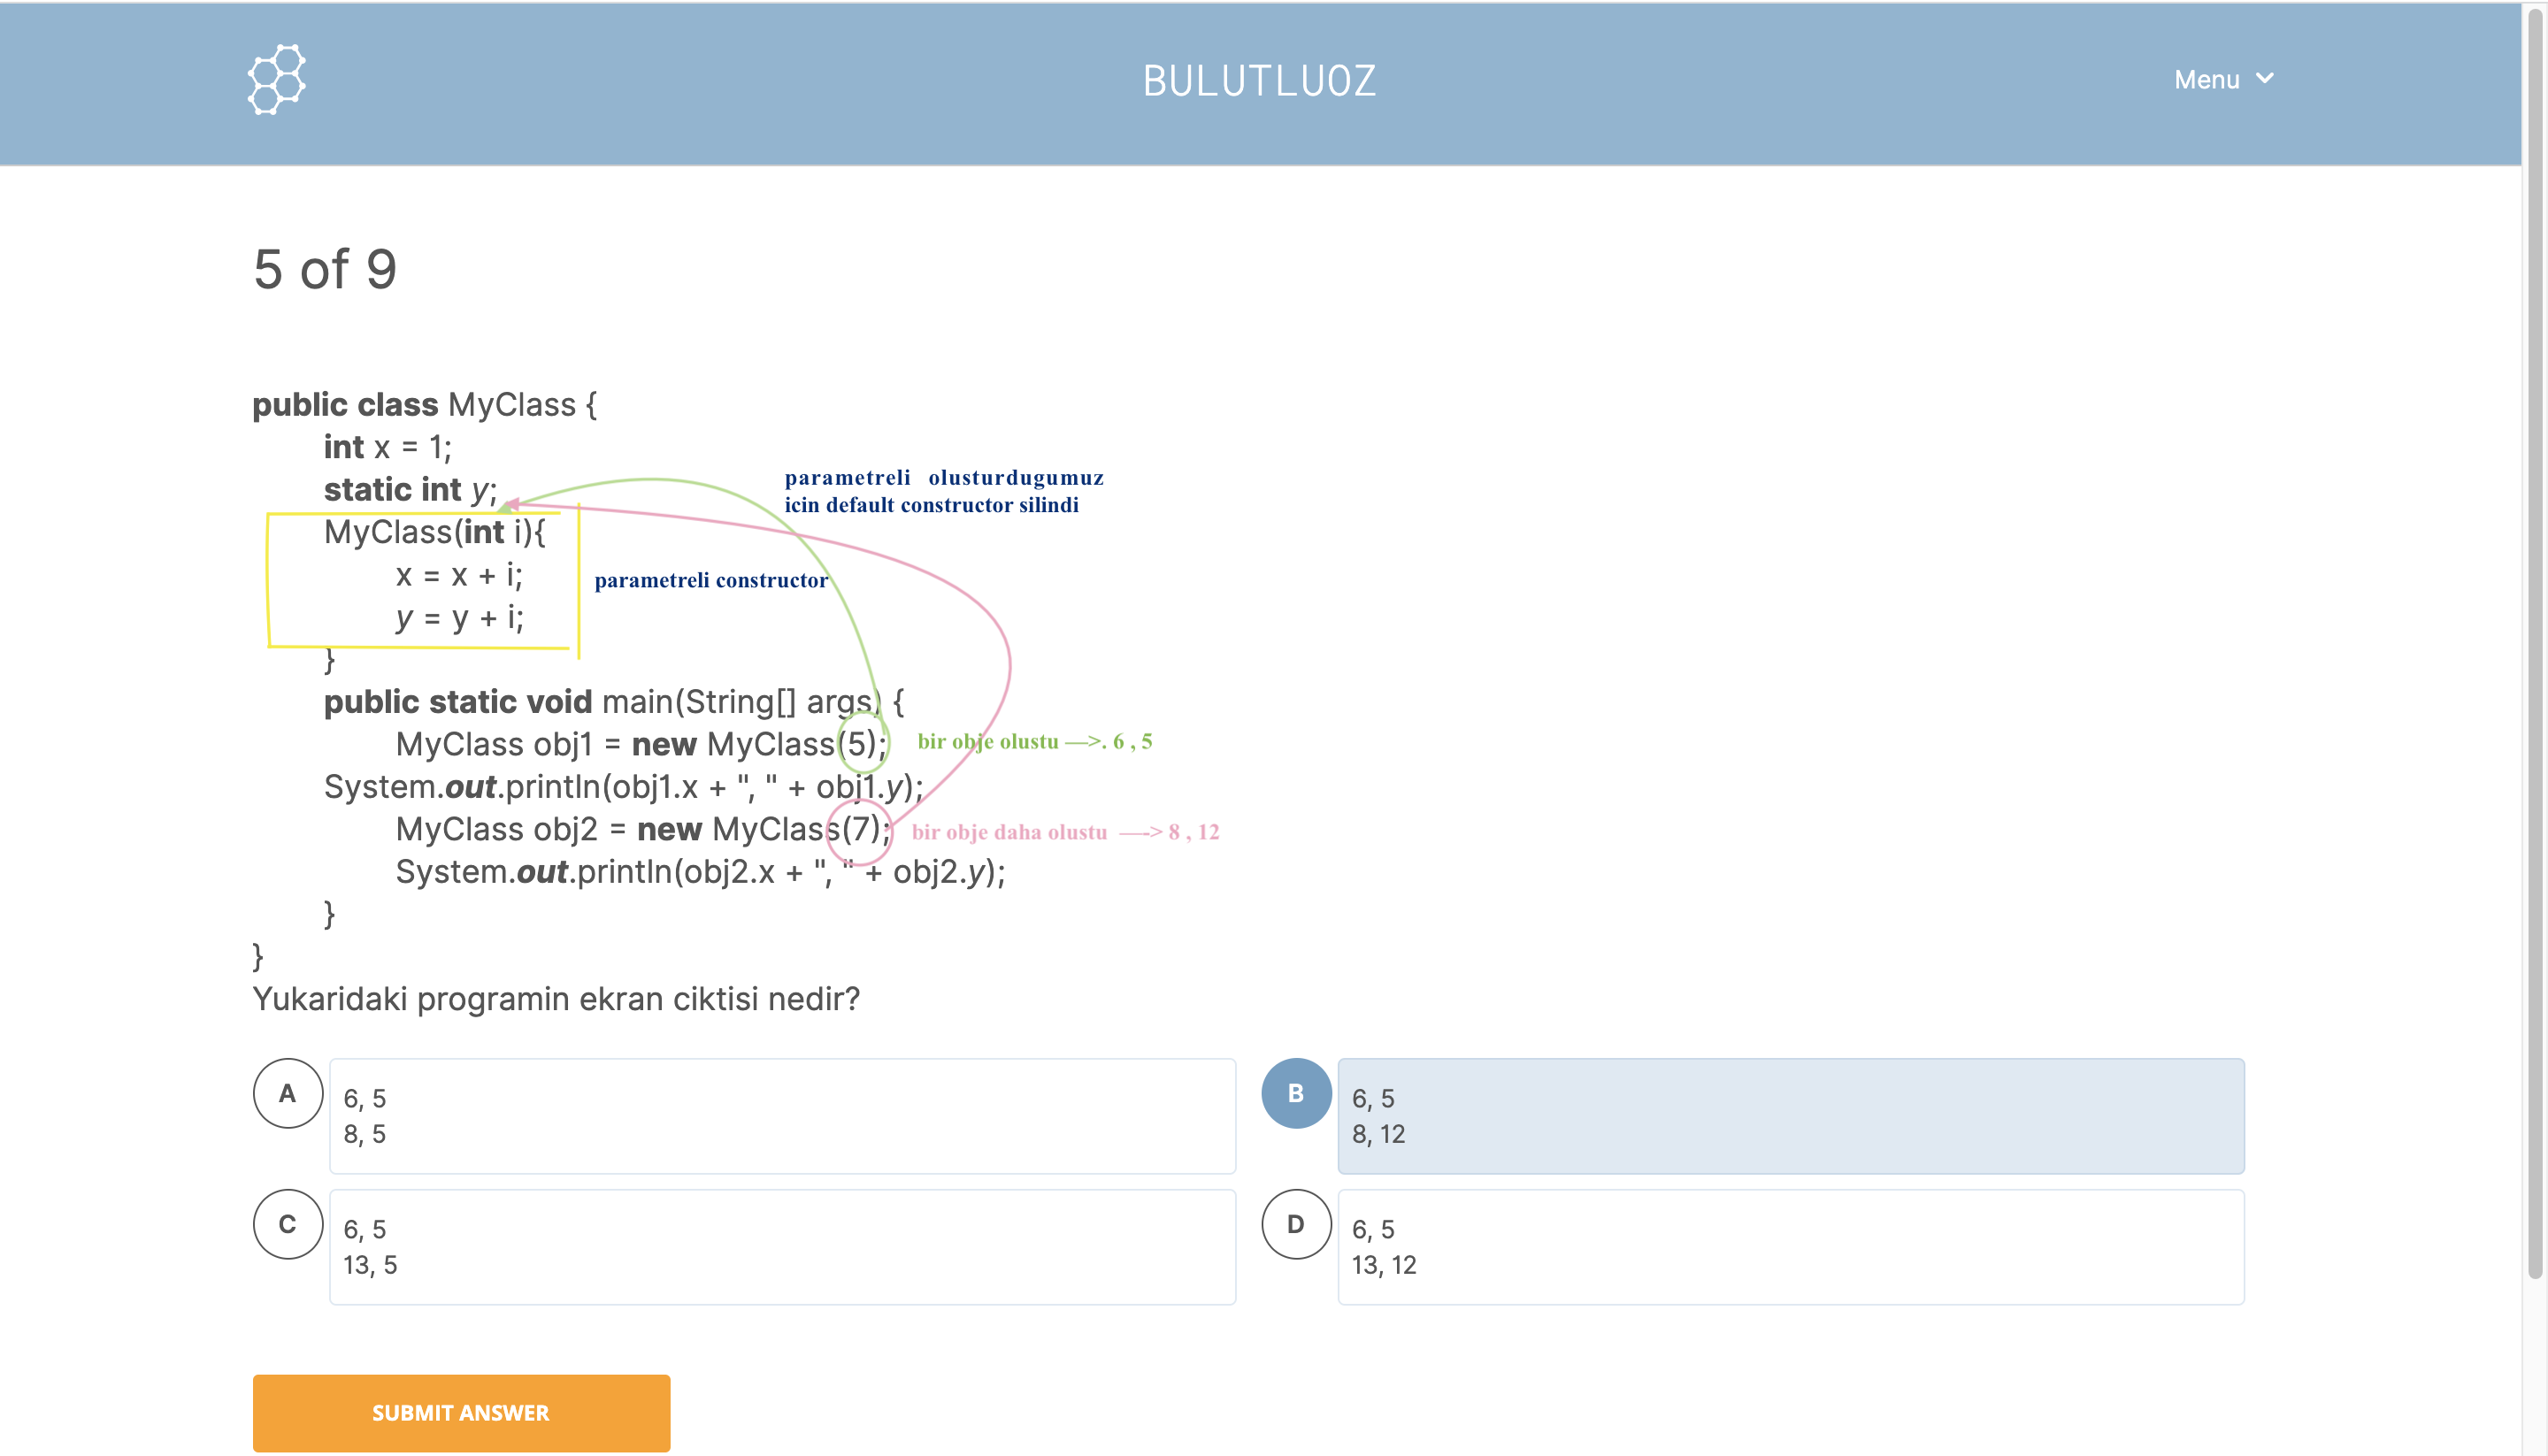 BULUTLUOZ
Menu
5 of 9
public class MyClass {
int x = 1;
static int y;
parametreli olusturdugumuz
icin default constructor silindi
MyClass(int i){
x = x + i;
parametreli constructor
y = y + i;
}
public static void main(String[] args) {
MyClass obj1 = new MyClass(5);
bir obje olustu —>. 6 , 5
System.out.println(obj1.x + ", " + obj1.y);
MyClass obj2 = new MyClass(7);
bir obje daha olustu —-> 8 , 12
System.out.println(obj2.x + ", " + obj2.y);
}
}
Yukaridaki programin ekran ciktisi nedir?
A
6, 5
8, 5
B
6, 5
8, 12
C
6, 5
13, 5
D
6, 5
13, 12
SUBMIT ANSWER